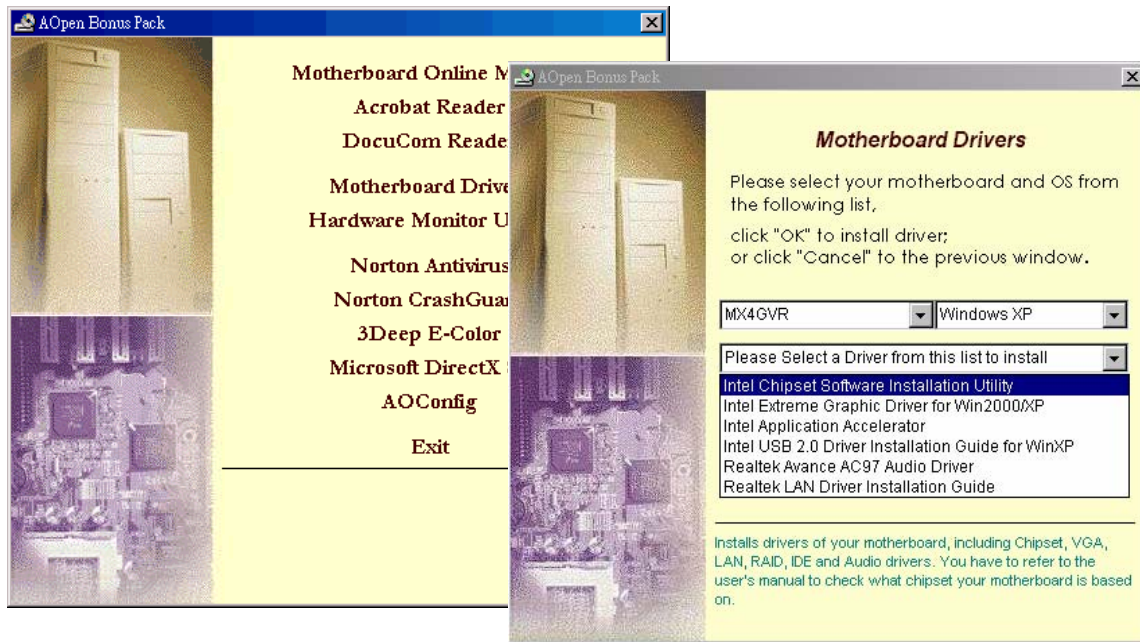 AOpen Bonus Pack
Motherboard Online M
Acrobat Reader
DocuCom Reade
Motherboard Drive
Hardware Monitor U
Norton Antivirus
Norton CrashGua
3Deep E-Color
Microsoft DirectX
AOConfig
Exit
AOpen Bonus Pack
Motherboard Drivers
Please select your motherboard and OS from
the following list,
click "OK" to install driver;
or click "Cancel" to the previous window.
MX4GVR
Windows XP
Please Select a Driver from this list to install
Intel Chipset Software Installation Utility
Intel Extreme Graphic Driver for Win2000/XP
Intel Application Accelerator
Intel USB 2.0 Driver Installation Guide for WinXP
Realtek Avance AC97 Audio Driver
Realtek LAN Driver Installation Guide
Installs drivers of your motherboard, including Chipset, VGA,
LAN, RAID, IDE and Audio drivers. You have to refer to the
user's manual to check what chipset your motherboard is based
on.